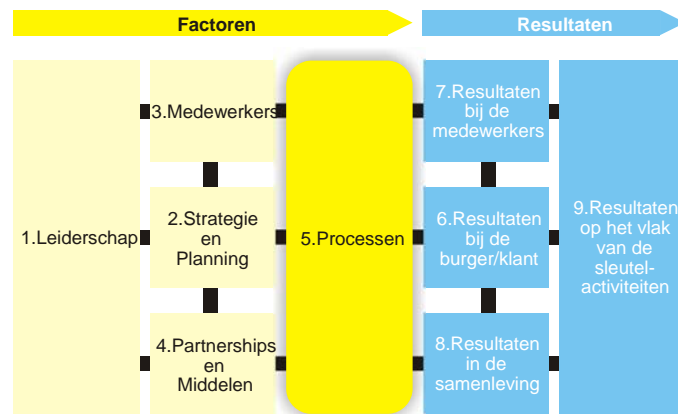 Factoren
Resultaten
1.Leiderschap
3.Medewerkers
2.Strategie
en
Planning
4.Partnerships
en
Middelen
5.Processen
7.Resultaten
bij de
medewerkers
6.Resultaten
bij de
burger/klant
8.Resultaten
in de
samenleving
9.Resultaten
op het vlak
van de
sleutel-
activiteiten